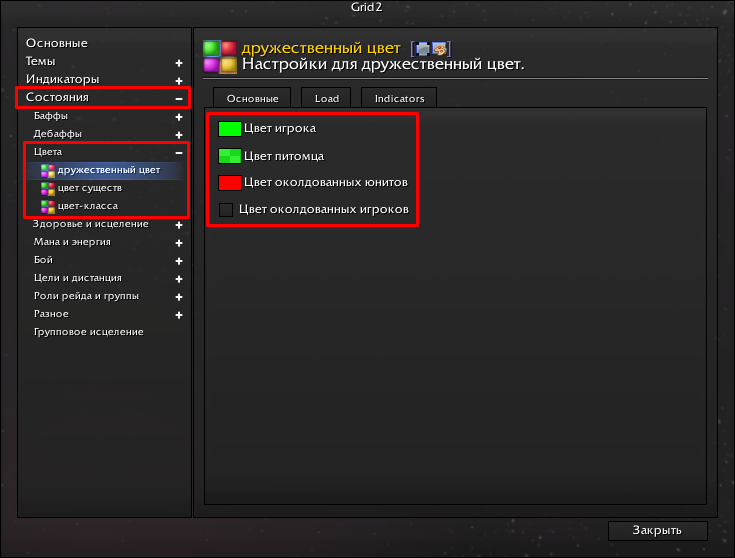 Grid2
Основные
Темы
Индикаторы
Состояния
Баффы
Дебаффы
Цвета
дружественный цвет
цвет существ
цвет-класса
Здоровье и исцеление
Мана и энергия
Бой
Цели и дистанция
Роли рейда и группы
Разное
Групповое исцеление
дружественный цвет
Настройки для дружественный цвет.
Основные
Load
Indicators
Цвет игрока
Цвет питомца
Цвет околдованных юнитов
Цвет околдованных игроков
Закрыть